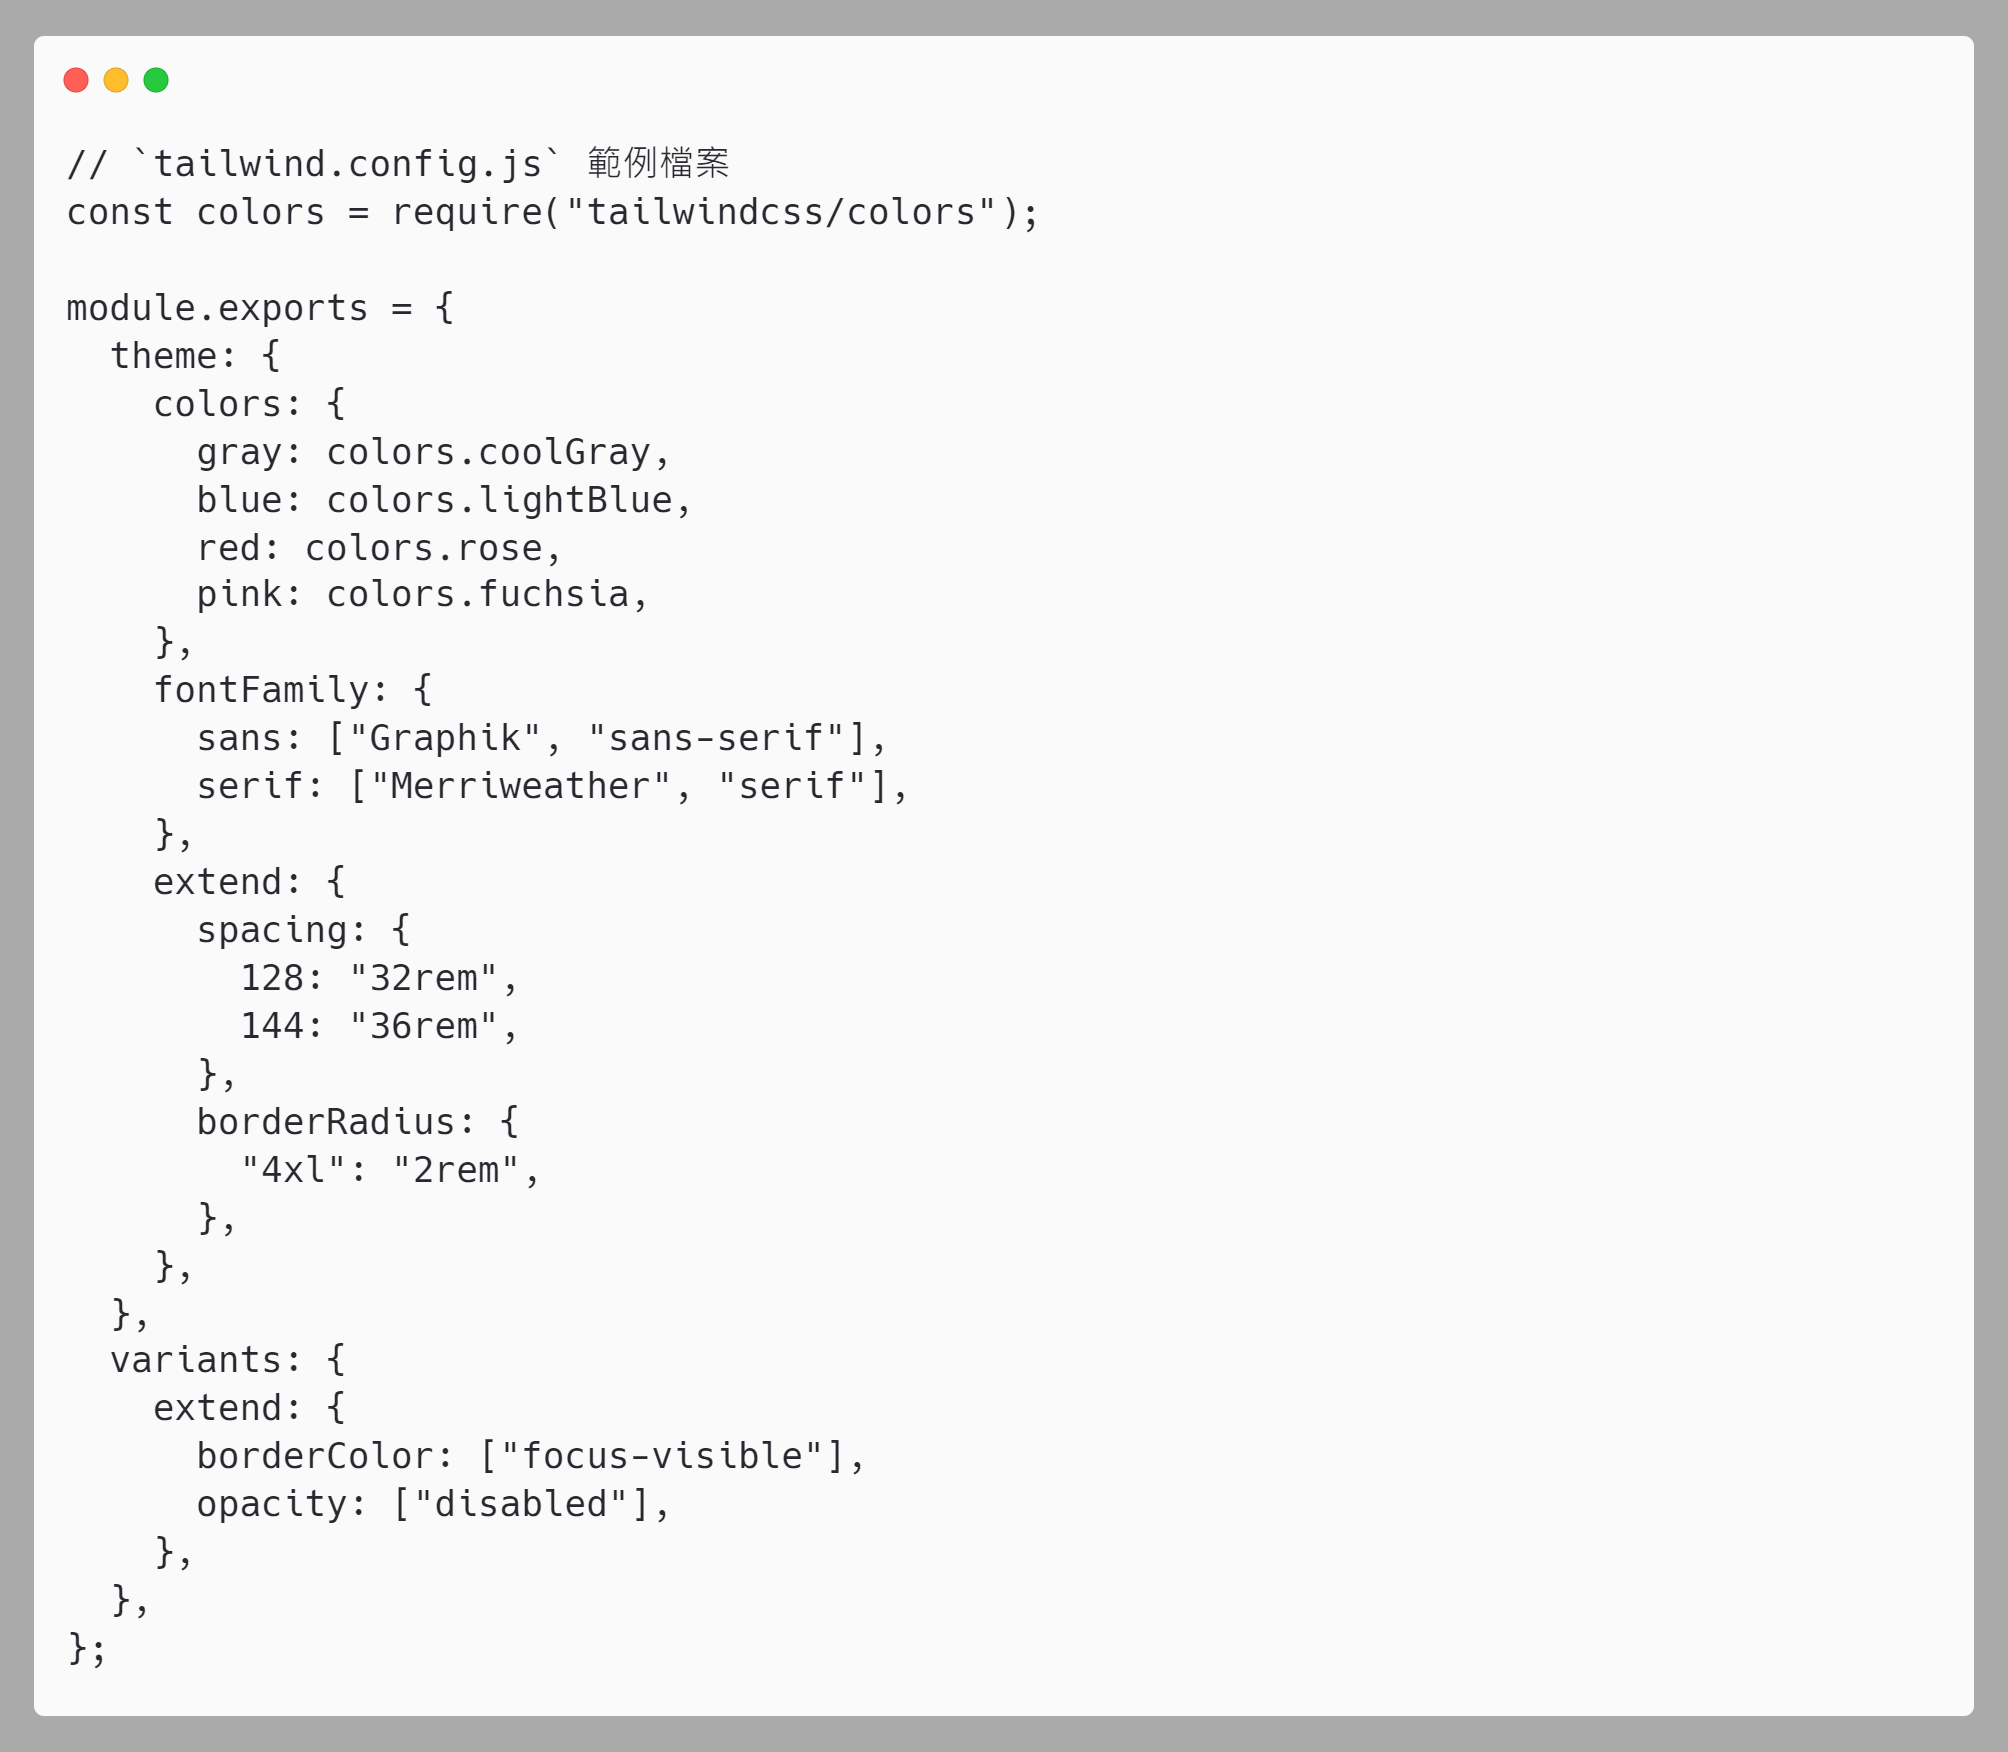 // `tailwind.config.js` 範例檔案
const colors = require("tailwindcss/colors");

module.exports = {
  theme: {
    colors: {
      gray: colors.coolGray,
      blue: colors.lightBlue,
      red: colors.rose,
      pink: colors.fuchsia,
    },
    fontFamily: {
      sans: ["Graphik", "sans-serif"],
      serif: ["Merriweather", "serif"],
    },
    extend: {
      spacing: {
        128: "32rem",
        144: "36rem",
      },
      borderRadius: {
        "4xl": "2rem",
      },
    },
  },
  variants: {
    extend: {
      borderColor: ["focus-visible"],
      opacity: ["disabled"],
    },
  },
};